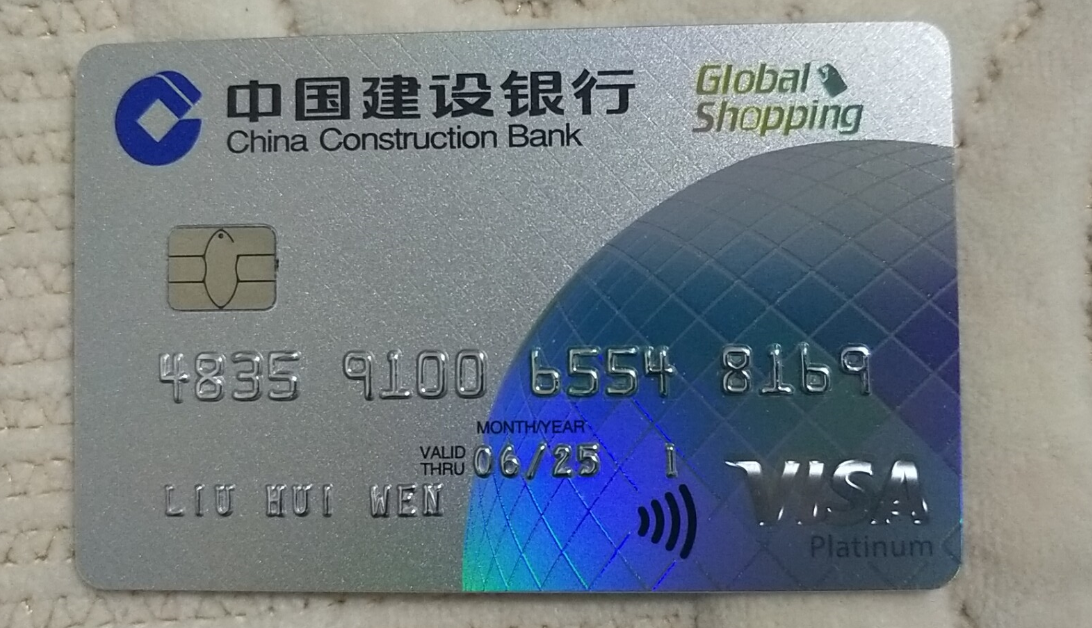 中国建设银行
China Construction Bank
Global
Shopping
4835 9100 6554 8169
MONTH/YEAR
VALID
THRU 06/25 1
LIU HUI WEN
VISA
Platinum